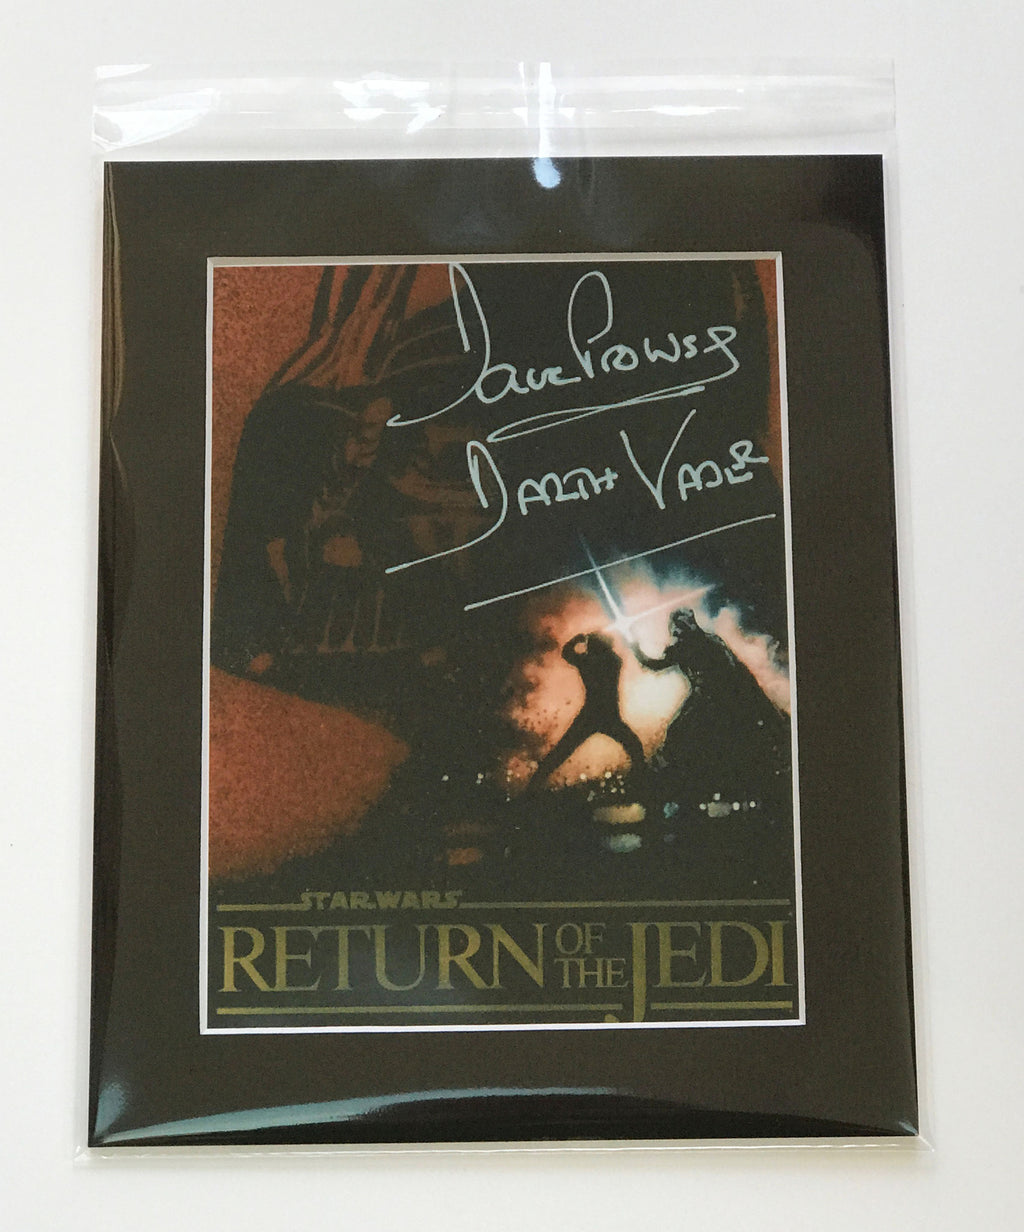 Dave Prowse
DARTH VADER
STAR WARS
RETURN OF THE JEDI